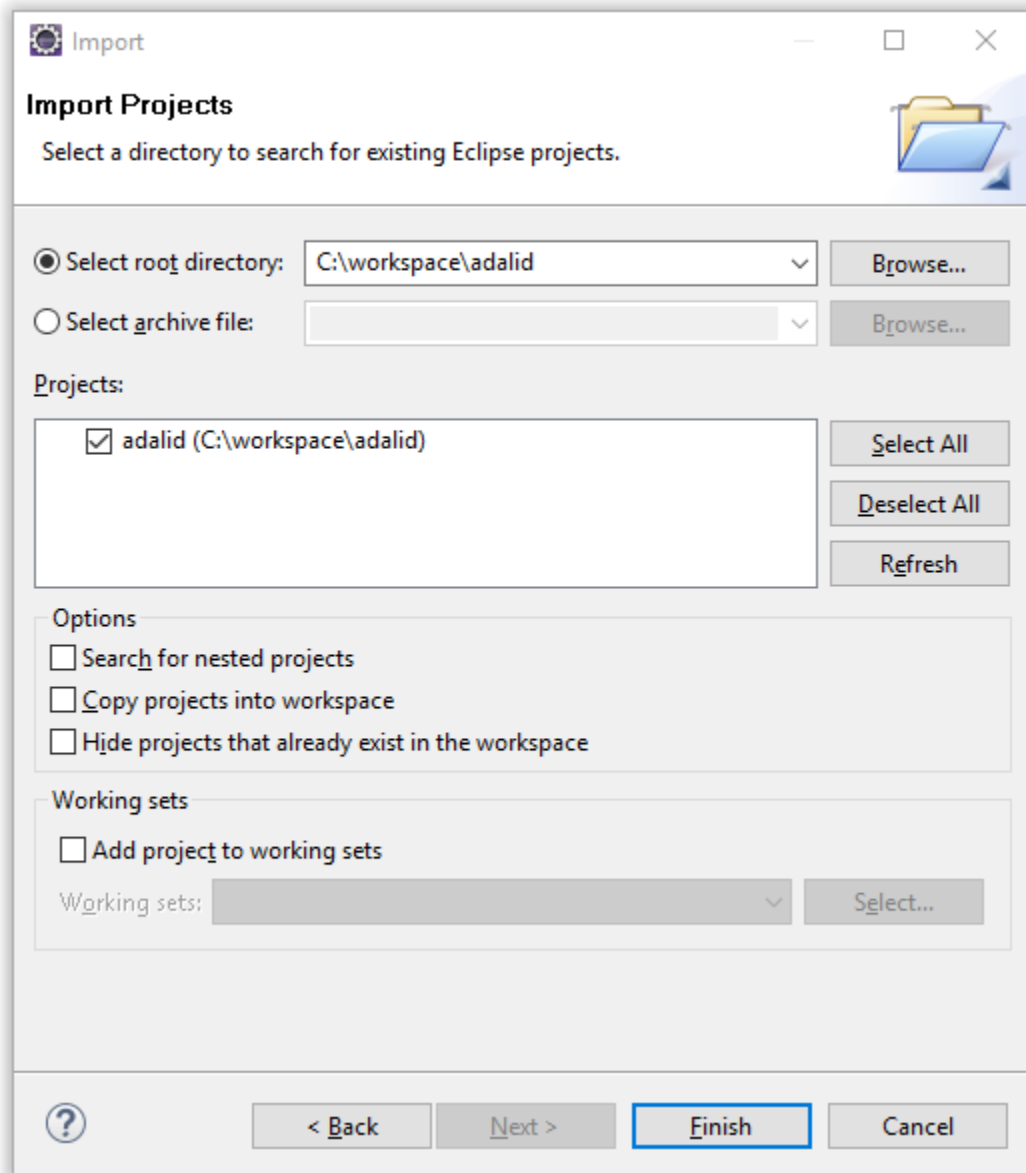 Import
Import Projects
Select a directory to search for existing Eclipse projects.
Select root directory: C:\workspace\adalid Browse...
Select archive file: Browse...
Projects:
adalid (C:\workspace\adalid)
Select All
Deselect All
Refresh
Options
Search for nested projects
Copy projects into workspace
Hide projects that already exist in the workspace
Working sets
Add project to working sets
Working sets: Select...
? < Back Next > Finish Cancel